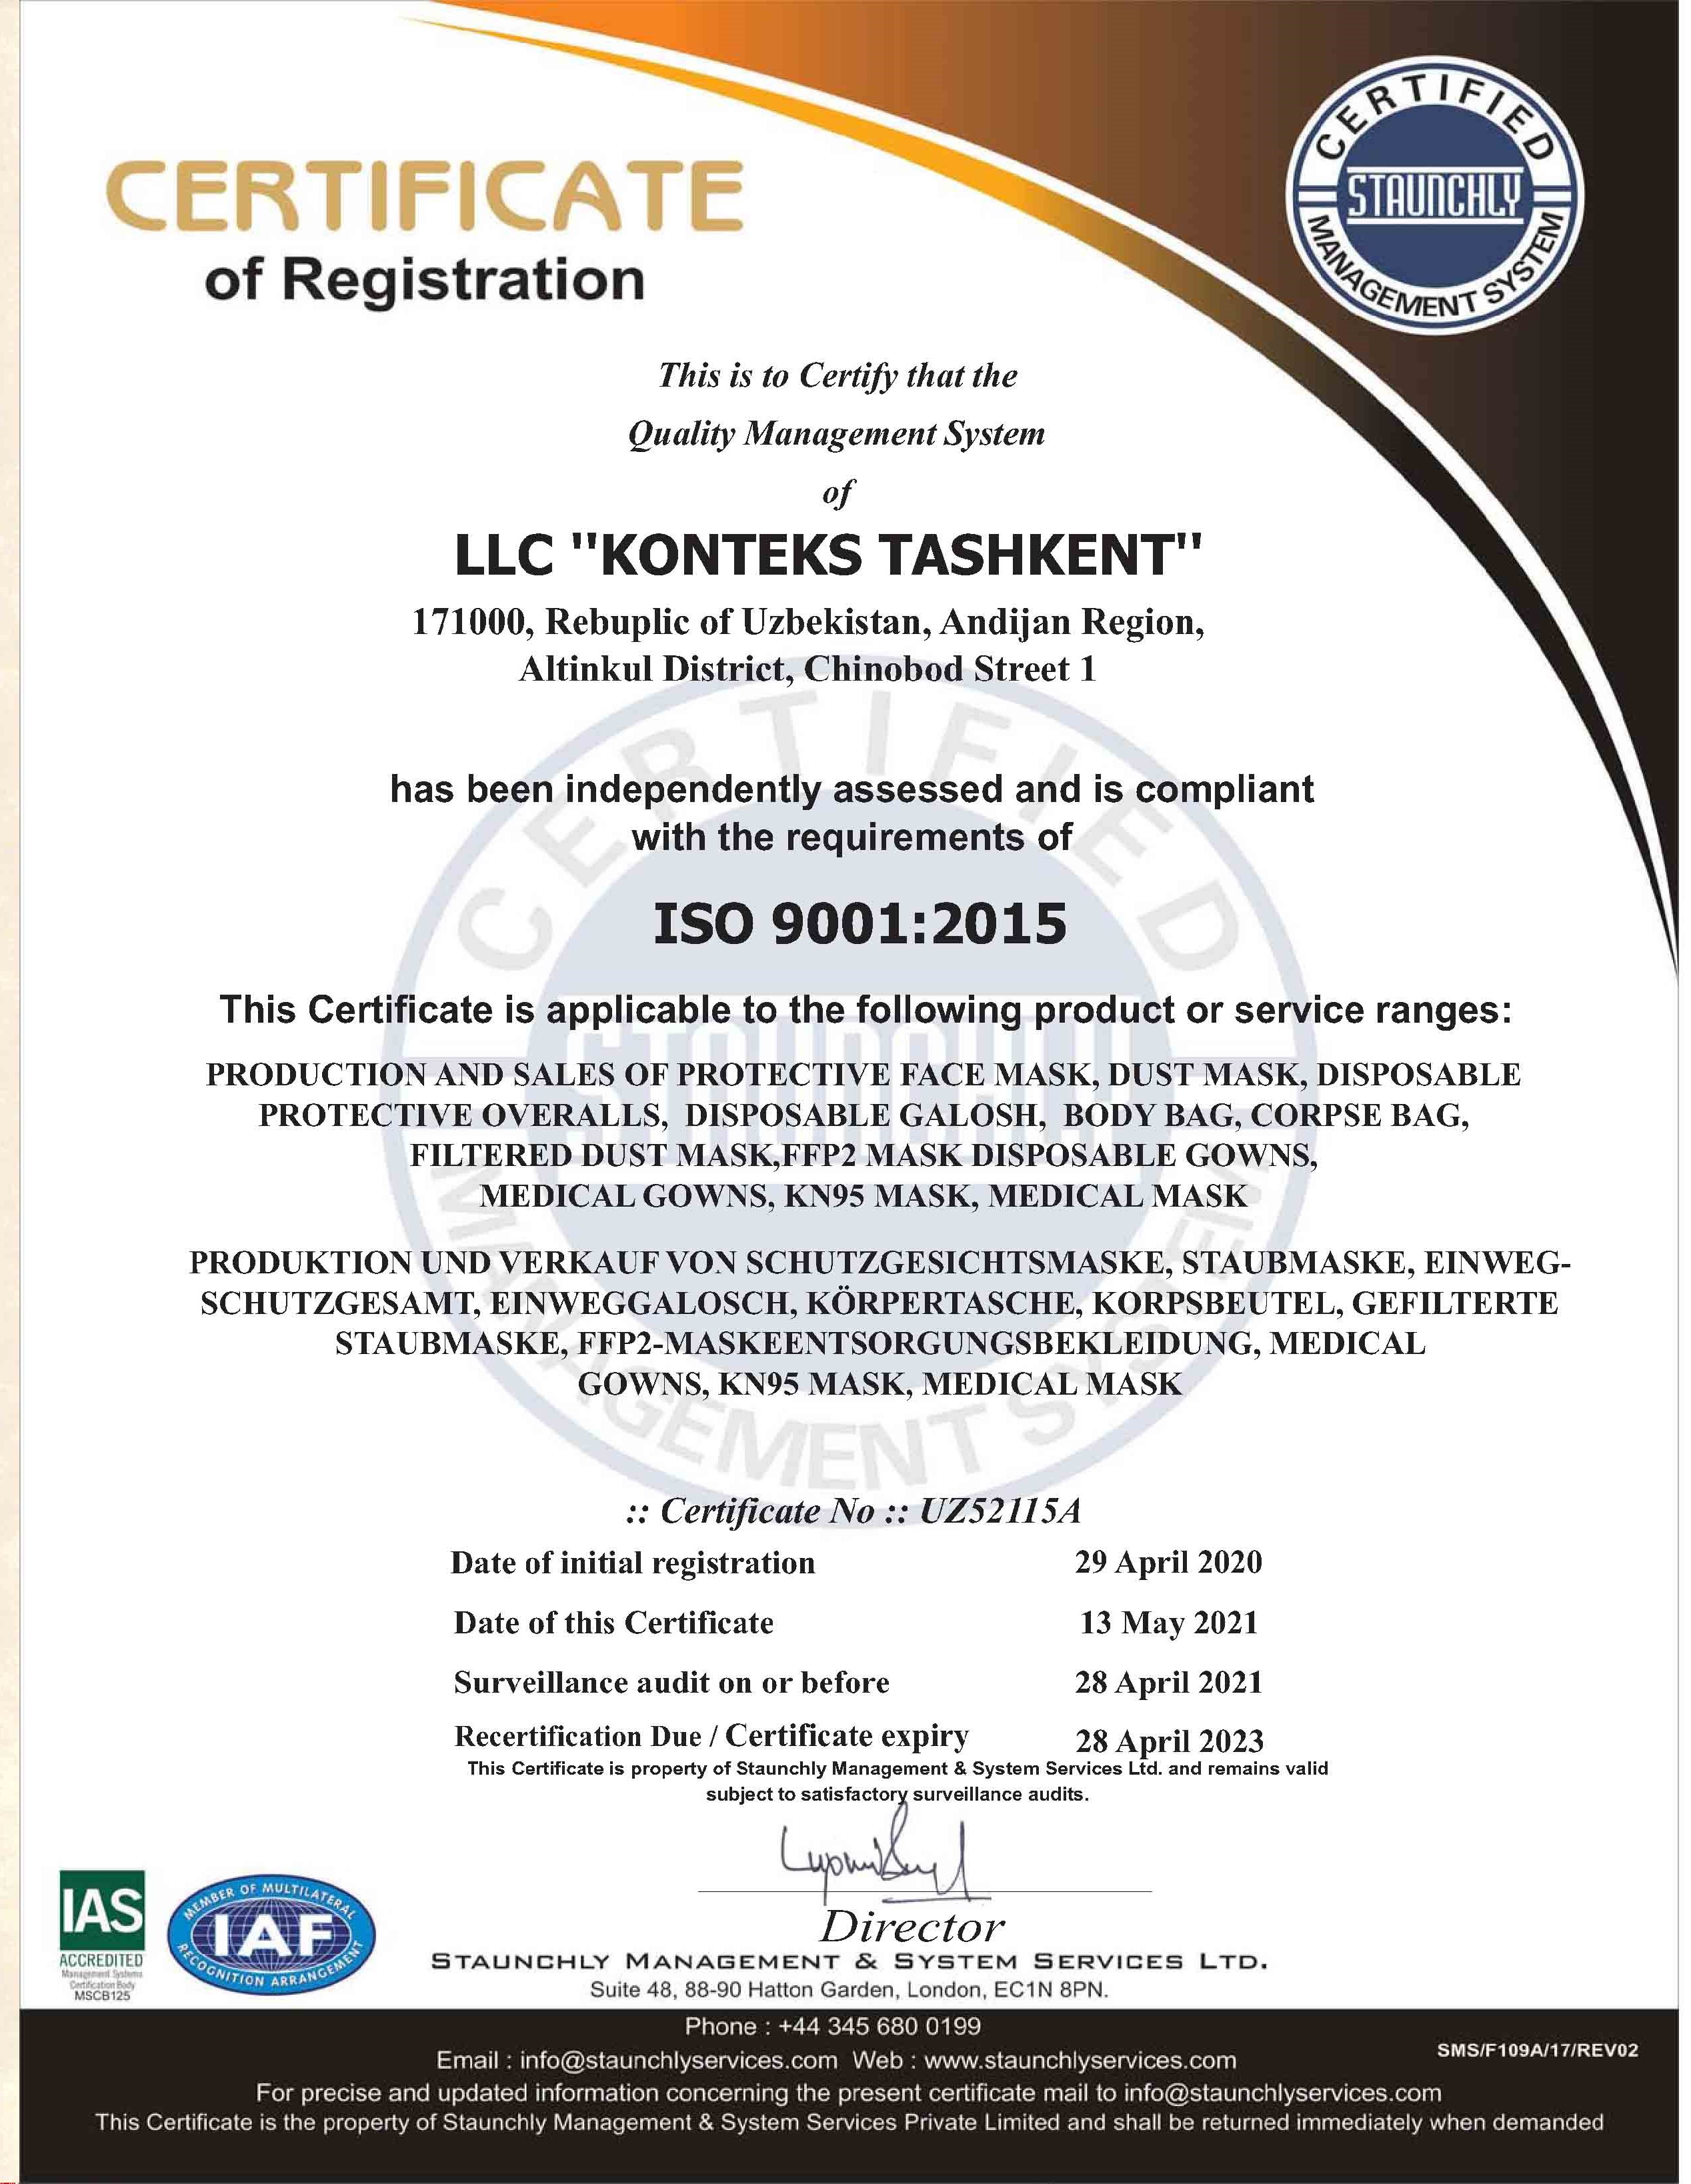 CERTIFIED
STAUNCHLY
MANAGEMENT SYSTEM
CERTIFICATE
of Registration
This is to Certify that the
Quality Management System
of
LLC "KONTEKS TASHKENT"
171000, Rebuplic of Uzbekistan, Andijan Region,
Altinkul District, Chinobod Street 1
has been independently assessed and is compliant
with the requirements of
ISO 9001:2015
This Certificate is applicable to the following product or service ranges:
PRODUCTION AND SALES OF PROTECTIVE FACE MASK, DUST MASK, DISPOSABLE
PROTECTIVE OVERALLS, DISPOSABLE GALOSH, BODY BAG, CORPSE BAG,
FILTERED DUST MASK,FFP2 MASK DISPOSABLE GOWNS,
MEDICAL GOWNS, KN95 MASK, MEDICAL MASK
PRODUKTION UND VERKAUF VON SCHUTZGESICHTSMASKE, STAUBMASKE, EINWEG-
SCHUTZGESAMT, EINWEGGALOSCH, KÖRPERTASCHE, KORPSBEUTEL, GEFILTERTE
STAUBMASKE, FFP2-MASKEENTSORGUNGSBEKLEIDUNG, MEDICAL
GOWNS, KN95 MASK, MEDICAL MASK
CERTIFIED
STAUNCHLY
MANAGEMENT SYSTEM
:: Certificate No :: UZ52115A
Date of initial registration 29 April 2020
Date of this Certificate 13 May 2021
Surveillance audit on or before 28 April 2021
Recertification Due / Certificate expiry 28 April 2023
This Certificate is property of Staunchly Management & System Services Ltd. and remains valid
subject to satisfactory surveillance audits.
Director
STAUNCHLY MANAGEMENT & SYSTEM SERVICES LTD.
Suite 48, 88-90 Hatton Garden, London, EC1N 8PN.
IAS
ACCREDITED
Management Systems
Certification Body
MSCB125
MEMBER OF MULTILATERAL
IAF
RECOGNITION ARRANGEMENT
Phone : +44 345 680 0199
Email : info@staunchlyservices.com Web : www.staunchlyservices.com
SMS/F109A/17/REV02
For precise and updated information concerning the present certificate mail to info@staunchlyservices.com
This Certificate is the property of Staunchly Management & System Services Private Limited and shall be returned immediately when demanded